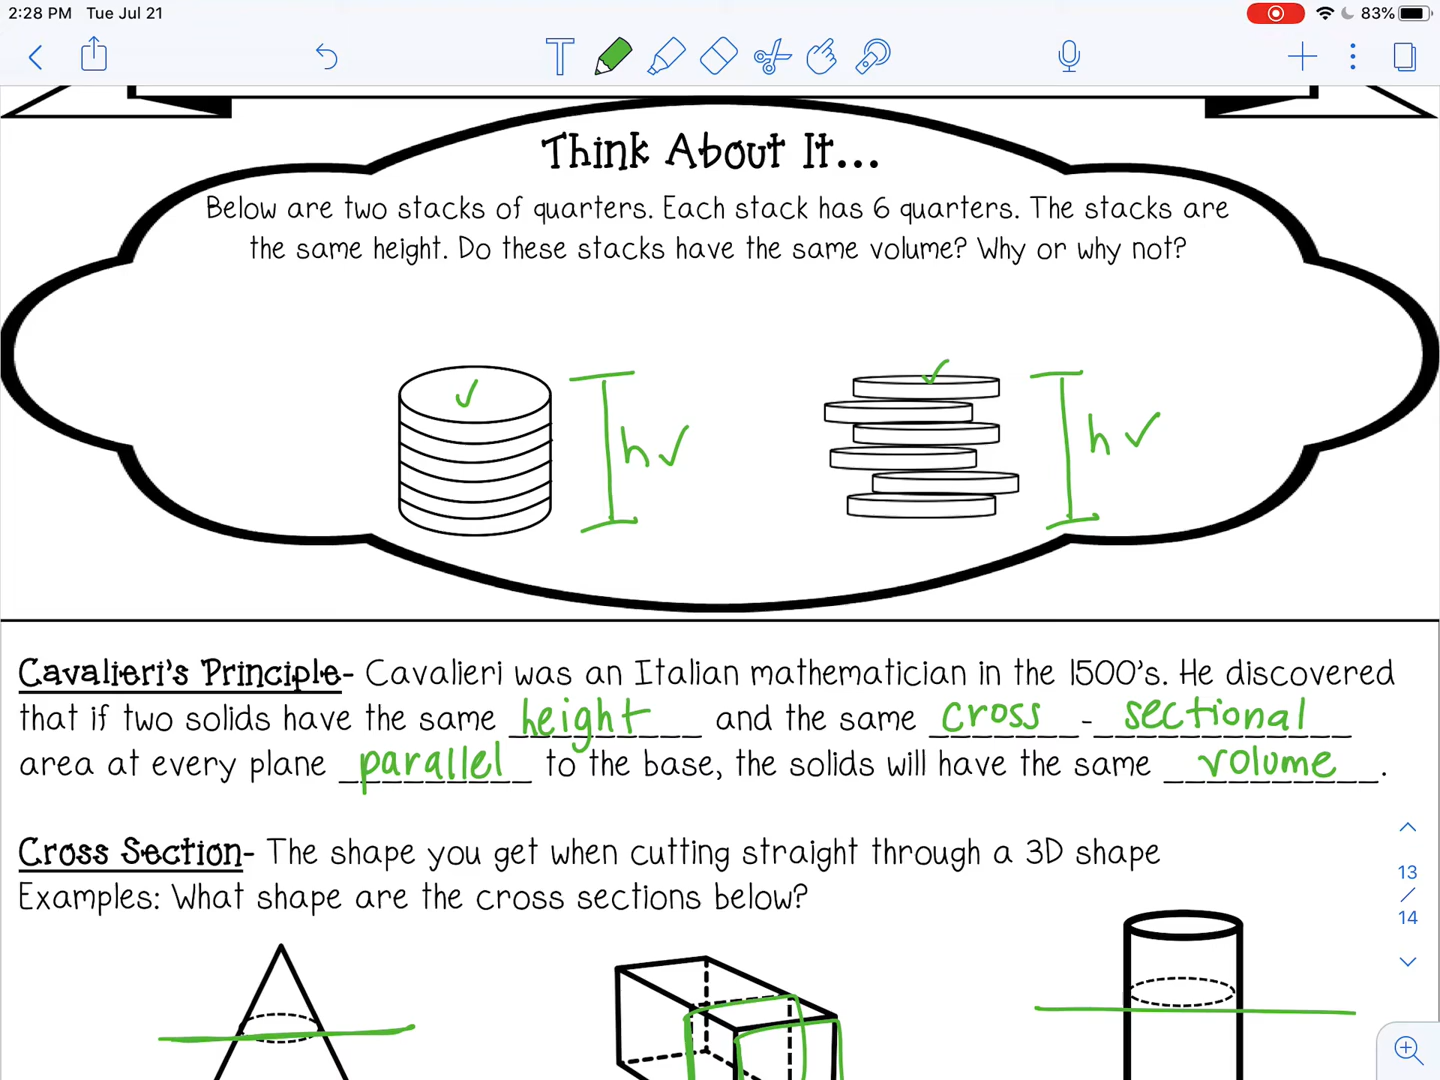 2:28 PM Tue Jul 21 83%
T
Think About It...
Below are two stacks of quarters. Each stack has 6 quarters. The stacks are
the same height. Do these stacks have the same volume? Why or why not?
h h
Cavalieri's Principle- Cavalieri was an Italian mathematician in the 1500's. He discovered
that if two solids have the same height and the same cross - sectional
area at every plane parallel to the base, the solids will have the same volume.
Cross Section- The shape you get when cutting straight through a 3D shape
Examples: What shape are the cross sections below?
13
/
14